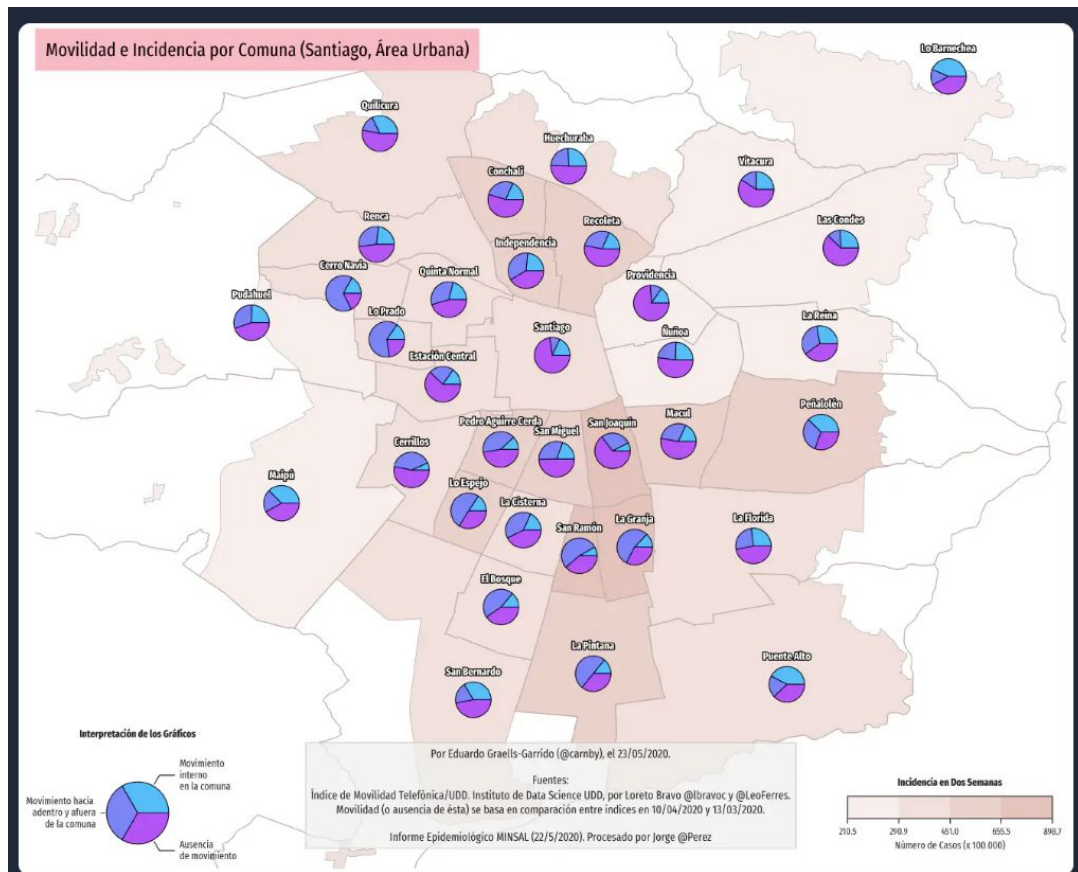 Movilidad e Incidencia por Comuna (Santiago, Área Urbana)
Lo Barnechea
Quilicura
Huechuraba
Vitacura
Conchalí
Las Condes
Renca
Recoleta
Independencia
Cerro Navia
Quinta Normal
Providencia
Pudahuel
Lo Prado
La Reina
Santiago
Ñuñoa
Estación Central
Peñalolén
Pedro Aguirre Cerda
San Joaquín
Macul
San Miguel
Cerrillos
Maipú
Lo Espejo
La Cisterna
San Ramón
La Granja
La Florida
El Bosque
La Pintana
Puente Alto
San Bernardo
Interpretación de los Gráficos
Movimiento
interno
en la comuna
Movimiento hacia
adentro y afuera
de la comuna
Ausencia
de movimiento
Por Eduardo Graells-Garrido (@carnby), el 23/05/2020.
Fuentes:
Índice de Movilidad Telefónica/UDD. Instituto de Data Science UDD, por Loreto Bravo @lbravoc y @LeoFerres.
Movilidad (o ausencia de ésta) se basa en comparación entre índices en 10/04/2020 y 13/03/2020.
Informe Epidemiológico MINSAL (22/5/2020). Procesado por Jorge @Perez
Incidencia en Dos Semanas
210.5 290.9 451.0 655.5 898.7
Número de Casos (x 100.000)